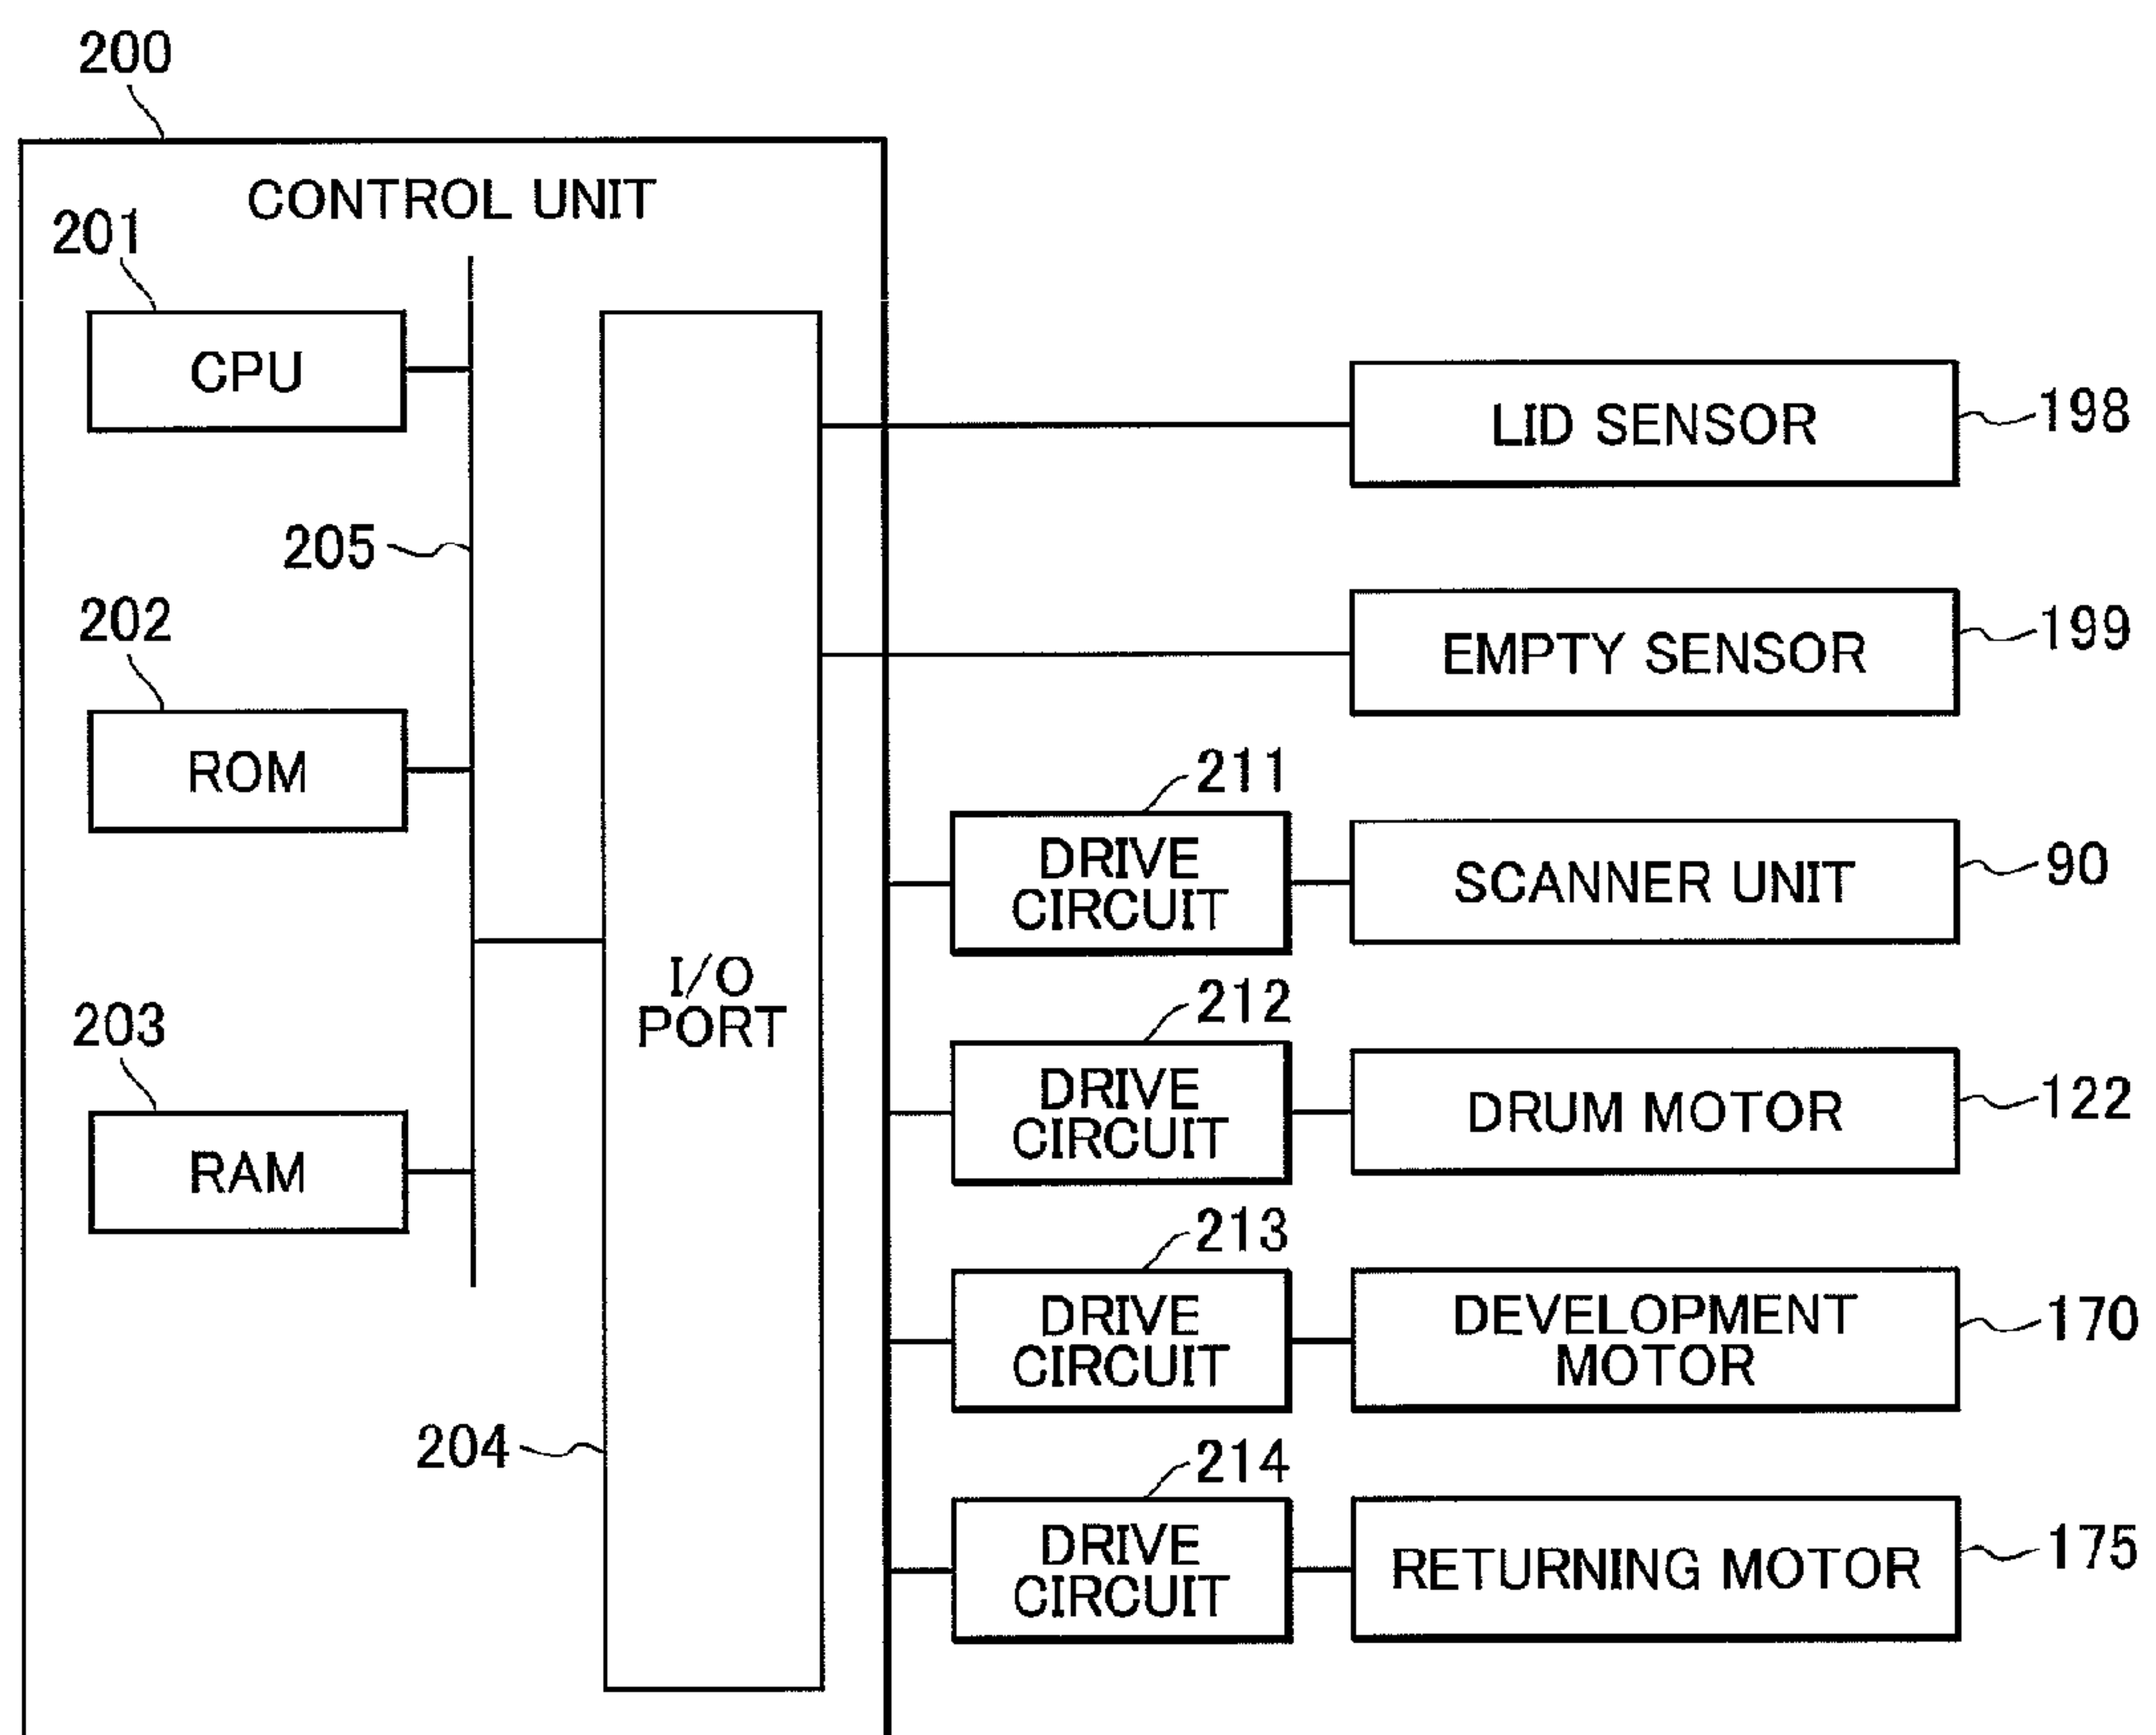 200
CONTROL UNIT
201
CPU
205
202
ROM
203
RAM
I/O
PORT
204
LID SENSOR
198
EMPTY SENSOR
199
211
DRIVE
CIRCUIT
SCANNER UNIT
90
212
DRIVE
CIRCUIT
DRUM MOTOR
122
213
DRIVE
CIRCUIT
DEVELOPMENT
MOTOR
170
214
DRIVE
CIRCUIT
RETURNING MOTOR
175